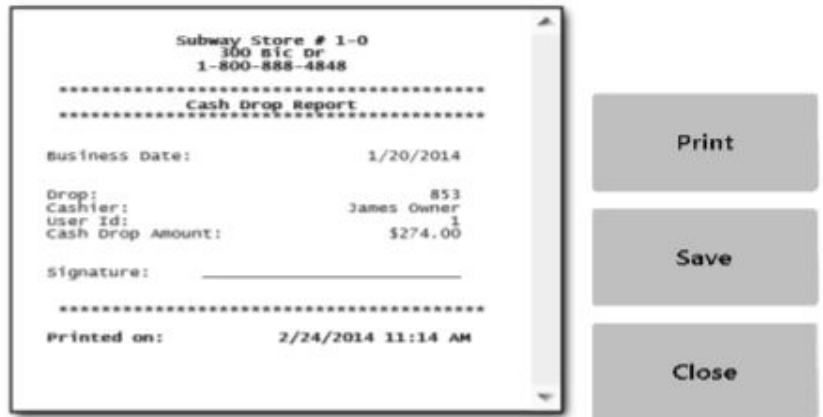 Subway Store # 1-0
300 Bic Dr
1-800-888-4848
****************************************
Cash Drop Report
****************************************
Business Date: 1/20/2014
Drop: 853
Cashier: James Owner
User Id: 1
Cash Drop Amount: $274.00
Signature: ______________________________
****************************************
Printed on: 2/24/2014 11:14 AM
Print
Save
Close